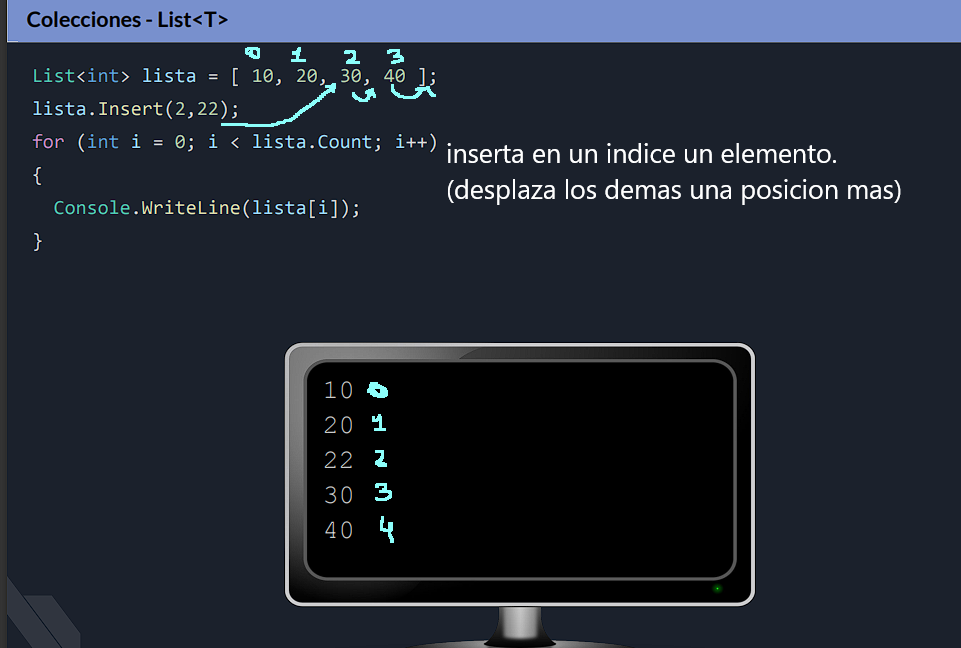 Colecciones - List<T>
0 1 2 3
List<int> lista = [ 10, 20, 30, 40 ];
lista.Insert(2,22);
for (int i = 0; i < lista.Count; i++)
{
Console.WriteLine(lista[i]);
}
inserta en un indice un elemento.
(desplaza los demas una posicion mas)
10 0
20 1
22 2
30 3
40 4